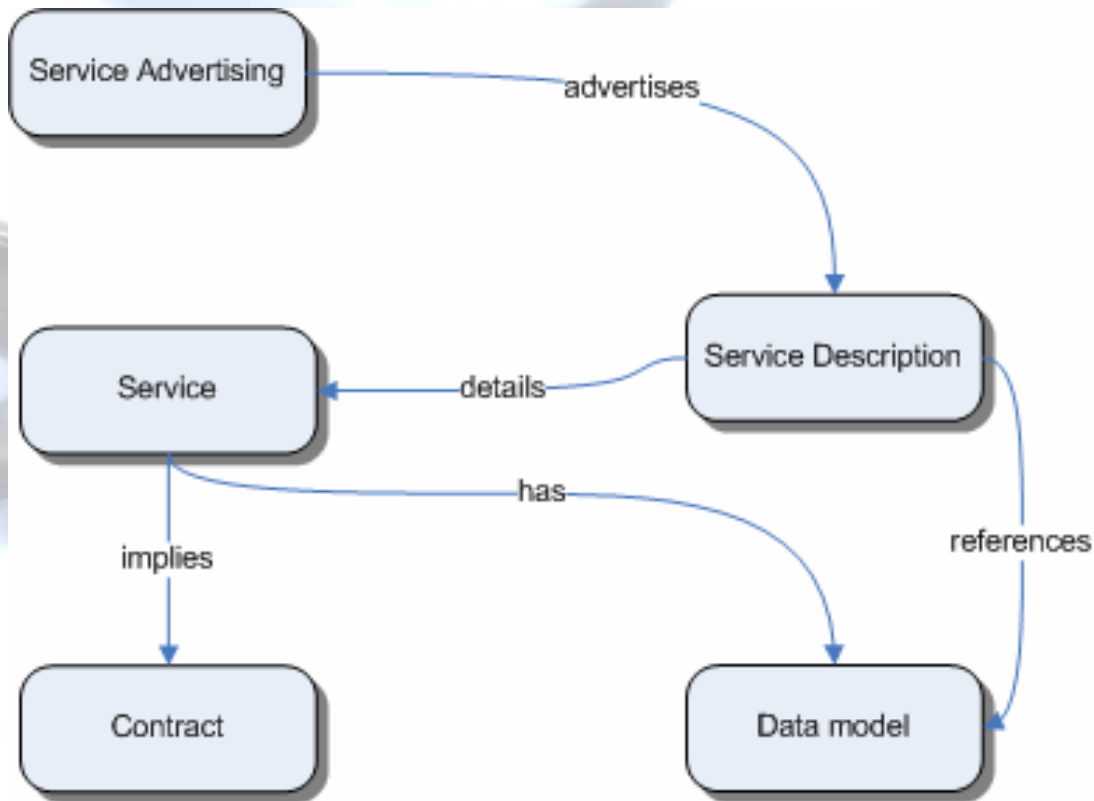 Service Advertising
advertises
Service Description
Service
details
has
implies
references
Contract
Data model